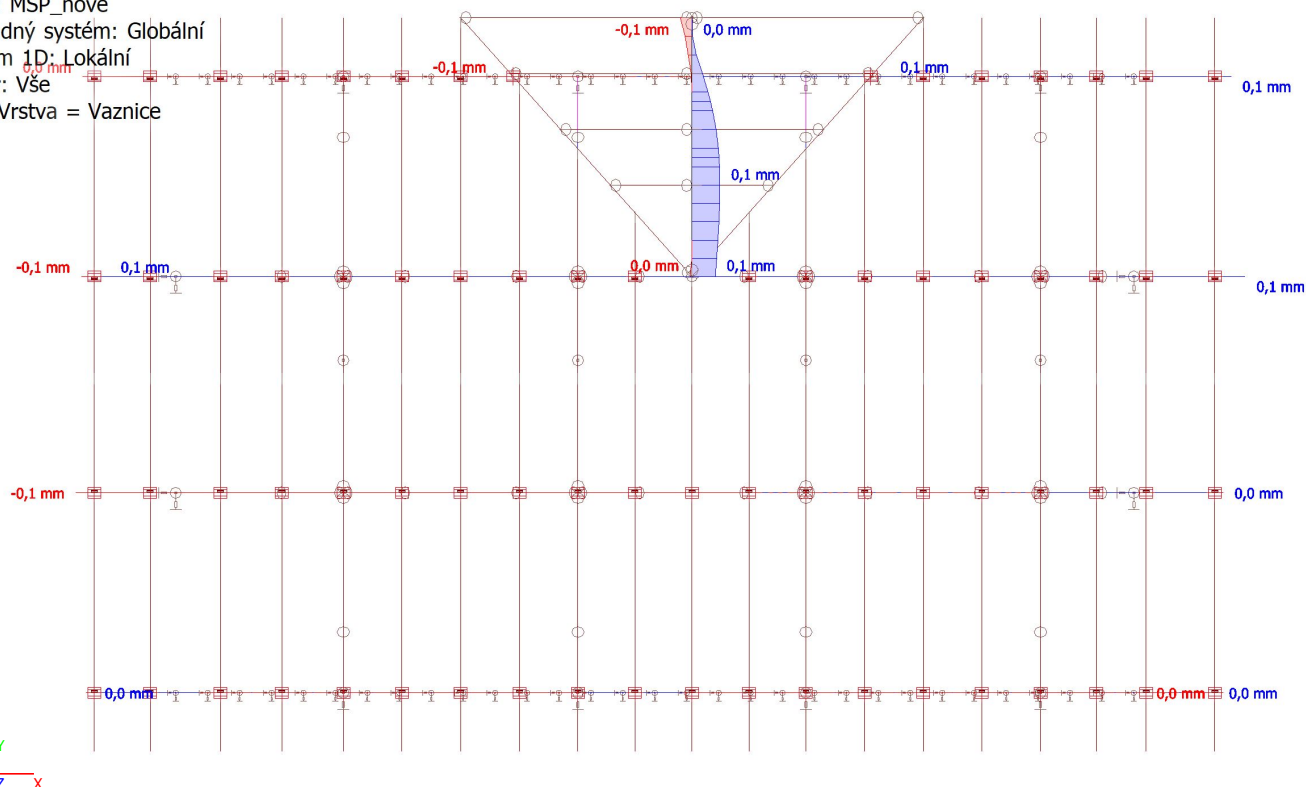 MSP_nove
dný systém: Globální
m 1D: Lokální
0,0 mm
: Vše
Vrstva = Vaznice
-0,1 mm
0,0 mm
-0,1 mm
0,1 mm
0,1 mm
0,1 mm
-0,1 mm
0,1 mm
0,0 mm
0,1 mm
0,1 mm
-0,1 mm
0,0 mm
0,0 mm
0,0 mm
0,0 mm
Y
Z X